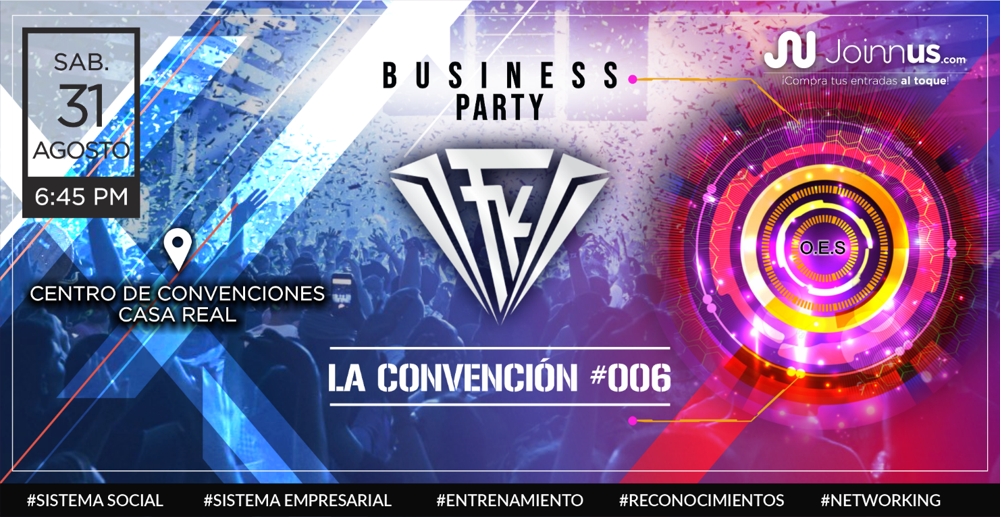 SAB.
31
AGOSTO
6:45 PM
CENTRO DE CONVENCIONES
CASA REAL
BUSINESS
PARTY
LA CONVENCIÓN #006
Joinnus.com
¡Compra tus entradas al toque!
O.E.S
#SISTEMA SOCIAL #SISTEMA EMPRESARIAL #ENTRENAMIENTO #RECONOCIMIENTOS #NETWORKING